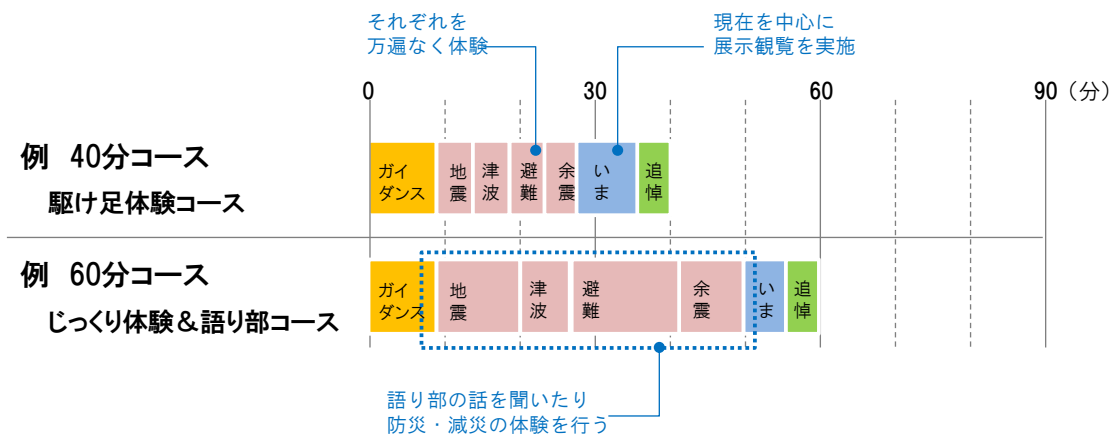 それぞれを
万遍なく体験
現在を中心に
展示観覧を実施
0 30 60 90（分）
例 40分コース
駆け足体験コース
ガイ
ダンス
地
震
津
波
避
難
余
震
い
ま
追
悼
例 60分コース
じっくり体験＆語り部コース
ガイ
ダンス
地
震
津
波
避
難
余
震
い
ま
追
悼
語り部の話を聞いたり
防災・減災の体験を行う